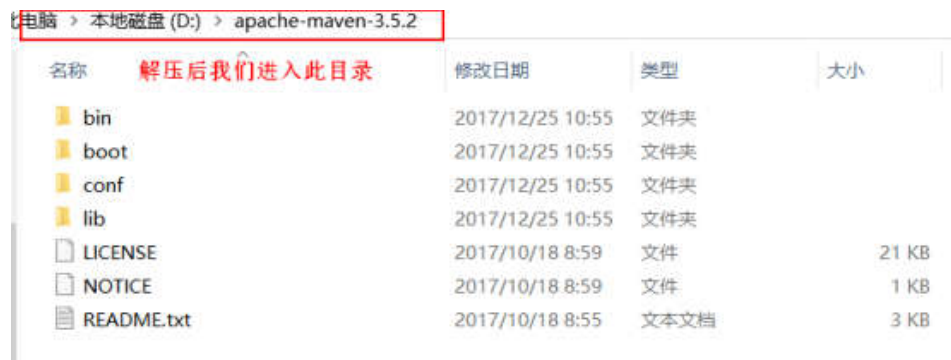 电脑 › 本地磁盘 (D:) › apache-maven-3.5.2
名称 解压后我们进入此目录 修改日期 类型 大小
bin 2017/12/25 10:55 文件夹
boot 2017/12/25 10:55 文件夹
conf 2017/12/25 10:55 文件夹
lib 2017/12/25 10:55 文件夹
LICENSE 2017/10/18 8:59 文件 21 KB
NOTICE 2017/10/18 8:59 文件 1 KB
README.txt 2017/10/18 8:55 文本文档 3 KB